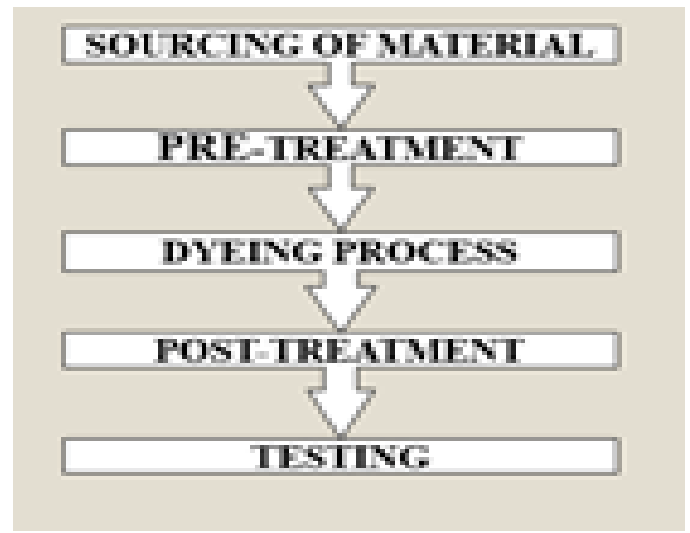 SOURCING OF MATERIAL
PRE-TREATMENT
DYEING PROCESS
POST-TREATMENT
TESTING